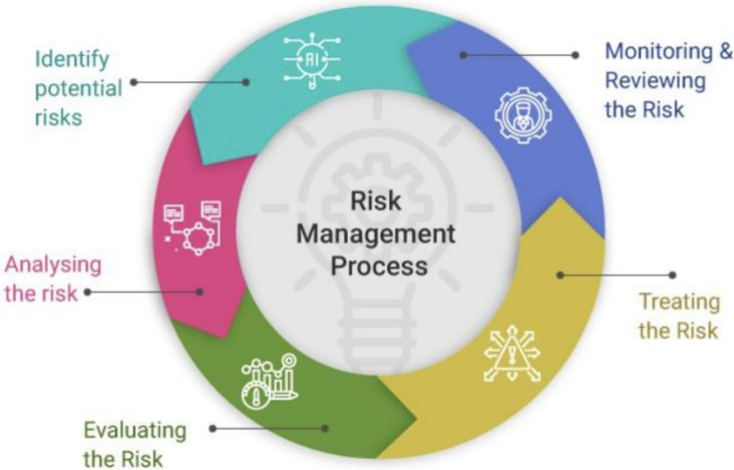 Identify
potential
risks
AI
Monitoring &
Reviewing
the Risk
Risk
Management
Process
Analysing
the risk
Treating
the Risk
Evaluating
the Risk